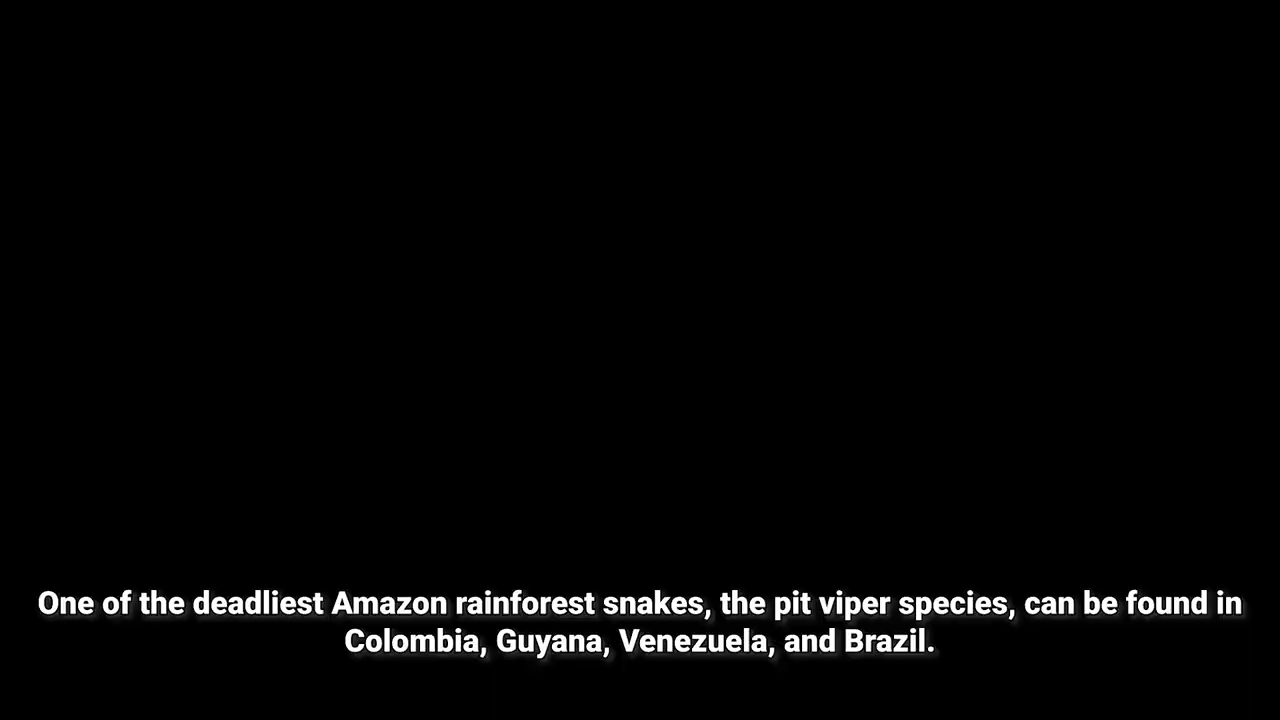 One of the deadliest Amazon rainforest snakes, the pit viper species, can be found in
Colombia, Guyana, Venezuela, and Brazil.